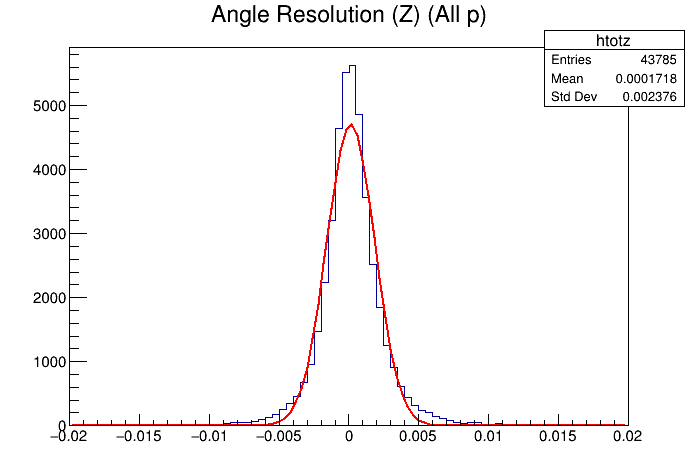 Angle Resolution (Z) (All p)
htotz
Entries 43785
Mean 0.0001718
Std Dev 0.002376
5000
4000
3000
2000
1000
0
−0.02 −0.015 −0.01 −0.005 0 0.005 0.01 0.015 0.02